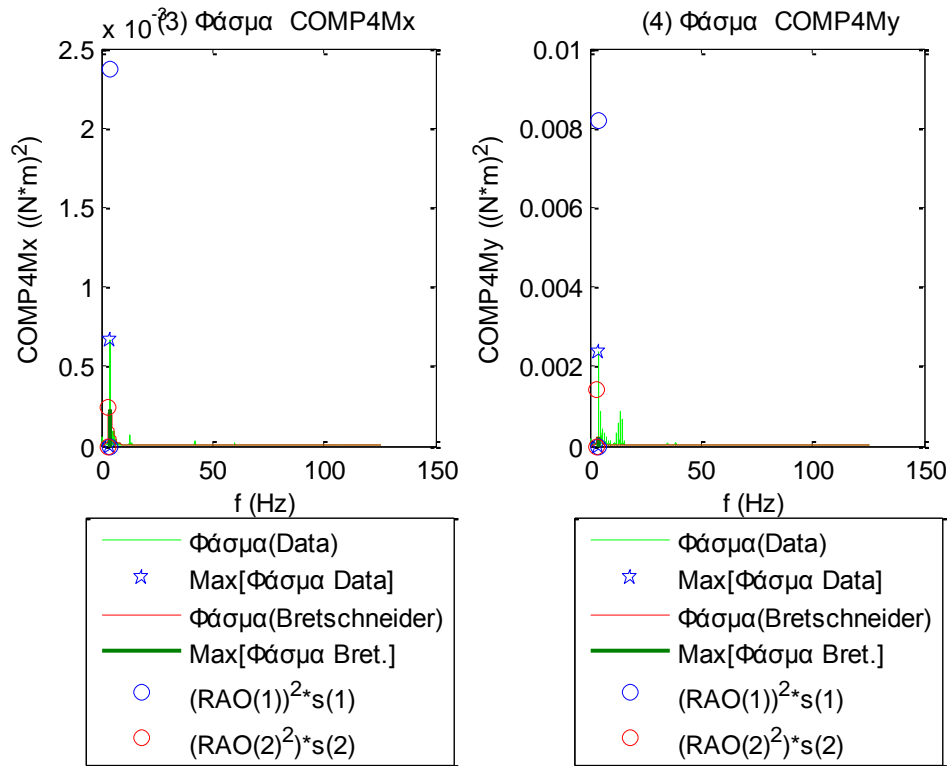 x 10^-3
(3) Φάσμα COMP4Mx
2.5
2
1.5
1
0.5
0
COMP4Mx ((N*m)^2)
0 50 100 150
f (Hz)
Φάσμα(Data)
Max[Φάσμα Data]
Φάσμα(Bretschneider)
Max[Φάσμα Bret.]
(RAO(1))^2*s(1)
(RAO(2)^2)*s(2)
(4) Φάσμα COMP4My
0.01
0.008
0.006
0.004
0.002
0
COMP4My ((N*m)^2)
0 50 100 150
f (Hz)
Φάσμα(Data)
Max[Φάσμα Data]
Φάσμα(Bretschneider)
Max[Φάσμα Bret.]
(RAO(1))^2*s(1)
(RAO(2)^2)*s(2)